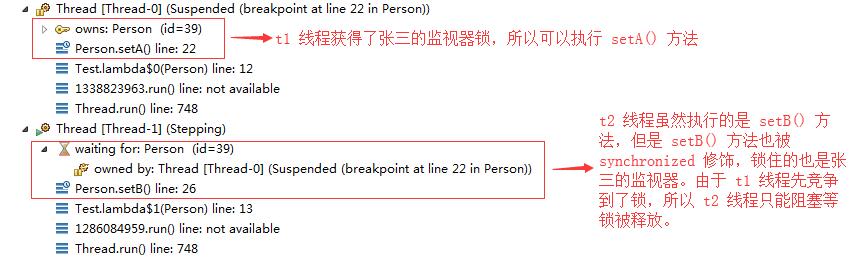 Thread [Thread-0] (Suspended (breakpoint at line 22 in Person))
owns: Person (id=39)
Person.setA() line: 22
t1 线程获得了张三的监视器锁，所以可以执行 setA() 方法
Test.lambda$0(Person) line: 12
1338823963.run() line: not available
Thread.run() line: 748
Thread [Thread-1] (Stepping)
waiting for: Person (id=39)
owned by: Thread [Thread-0] (Suspended (breakpoint at line 22 in Person))
Person.setB() line: 26
Test.lambda$1(Person) line: 13
1286084959.run() line: not available
Thread.run() line: 748
t2 线程虽然执行的是 setB() 方
法，但是 setB() 方法也被
synchronized 修饰，锁住的也是张
三的监视器。由于 t1 线程先竞争
到了锁，所以 t2 线程只能阻塞等
锁被释放。